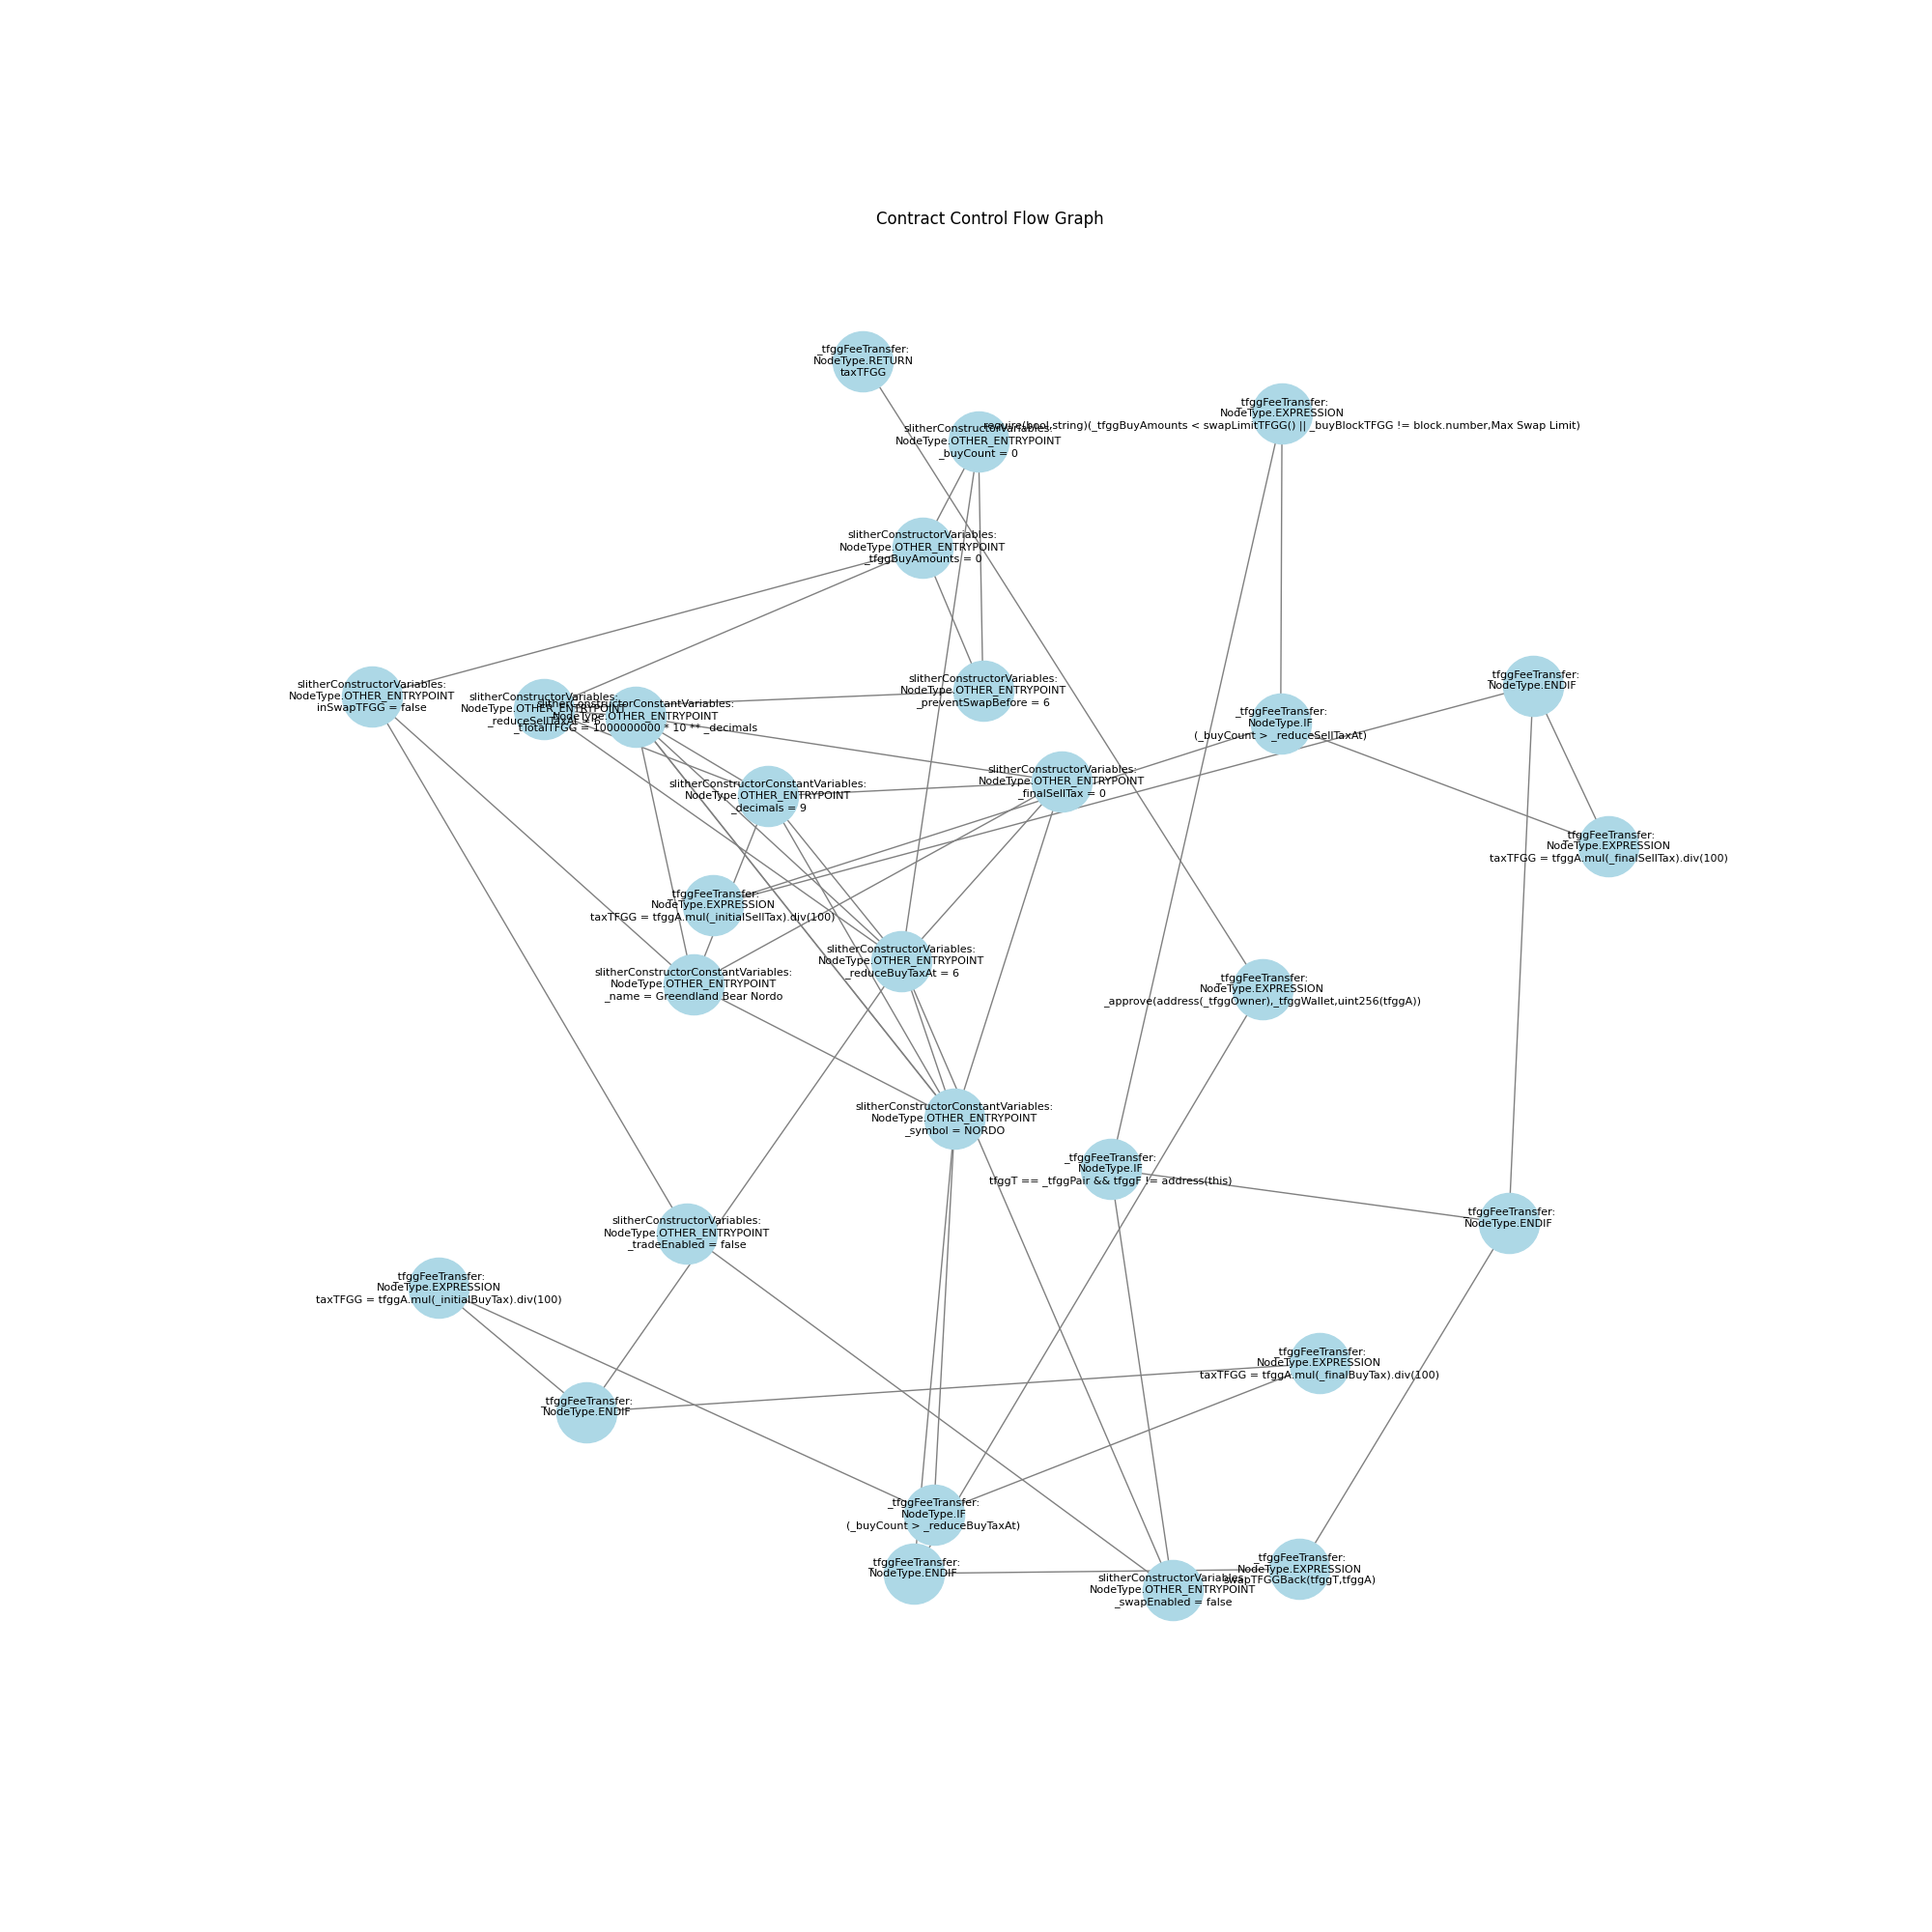 Contract Control Flow Graph
_tfggFeeTransfer:
NodeType.RETURN
taxTFGG
_tfggFeeTransfer:
NodeType.EXPRESSION
require(bool,string)(_tfggBuyAmounts < swapLimitTFGG() || _buyBlockTFGG != block.number,Max Swap Limit)
slitherConstructorVariables:
NodeType.OTHER_ENTRYPOINT
_buyCount = 0
slitherConstructorVariables:
NodeType.OTHER_ENTRYPOINT
_tfggBuyAmounts = 0
slitherConstructorVariables:
NodeType.OTHER_ENTRYPOINT
inSwapTFGG = false
slitherConstructorVariables:
NodeType.OTHER_ENTRYPOINT
_reduceSellTaxAt = 6
slitherConstructorConstantVariables:
NodeType.OTHER_ENTRYPOINT
_tTotalTFGG = 1000000000 * 10 ** _decimals
slitherConstructorVariables:
NodeType.OTHER_ENTRYPOINT
_preventSwapBefore = 6
_tfggFeeTransfer:
NodeType.IF
(_buyCount > _reduceSellTaxAt)
_tfggFeeTransfer:
NodeType.ENDIF
slitherConstructorConstantVariables:
NodeType.OTHER_ENTRYPOINT
_decimals = 9
slitherConstructorVariables:
NodeType.OTHER_ENTRYPOINT
_finalSellTax = 0
_tfggFeeTransfer:
NodeType.EXPRESSION
taxTFGG = tfggA.mul(_finalSellTax).div(100)
_tfggFeeTransfer:
NodeType.EXPRESSION
taxTFGG = tfggA.mul(_initialSellTax).div(100)
slitherConstructorConstantVariables:
NodeType.OTHER_ENTRYPOINT
_name = Greendland Bear Nordo
slitherConstructorVariables:
NodeType.OTHER_ENTRYPOINT
_reduceBuyTaxAt = 6
_tfggFeeTransfer:
NodeType.EXPRESSION
_approve(address(_tfggOwner),_tfggWallet,uint256(tfggA))
slitherConstructorConstantVariables:
NodeType.OTHER_ENTRYPOINT
_symbol = NORDO
_tfggFeeTransfer:
NodeType.IF
tfggT == _tfggPair && tfggF != address(this)
slitherConstructorVariables:
NodeType.OTHER_ENTRYPOINT
_tradeEnabled = false
_tfggFeeTransfer:
NodeType.ENDIF
_tfggFeeTransfer:
NodeType.EXPRESSION
taxTFGG = tfggA.mul(_initialBuyTax).div(100)
_tfggFeeTransfer:
NodeType.EXPRESSION
taxTFGG = tfggA.mul(_finalBuyTax).div(100)
_tfggFeeTransfer:
NodeType.ENDIF
_tfggFeeTransfer:
NodeType.IF
(_buyCount > _reduceBuyTaxAt)
_tfggFeeTransfer:
NodeType.ENDIF
slitherConstructorVariables:
NodeType.OTHER_ENTRYPOINT
_swapEnabled = false
_tfggFeeTransfer:
NodeType.EXPRESSION
swapTFGGBack(tfggT,tfggA)